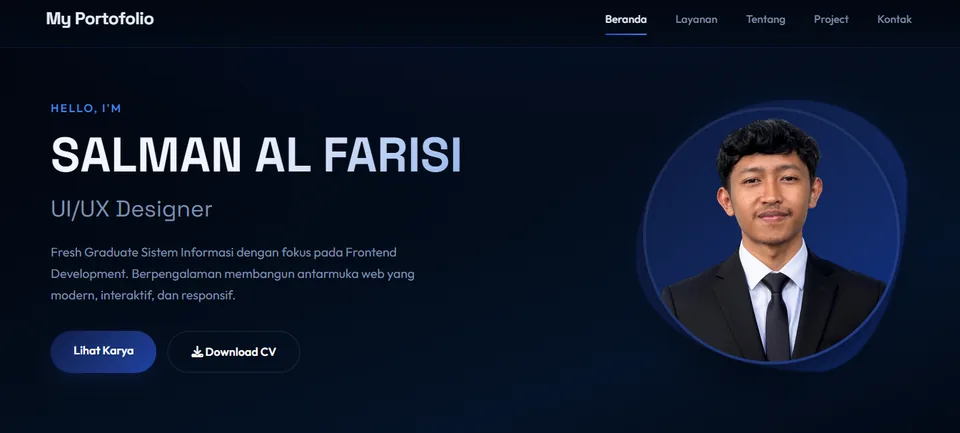 My Portofolio
Beranda Layanan Tentang Project Kontak
HELLO, I'M
SALMAN AL FARISI
UI/UX Designer
Fresh Graduate Sistem Informasi dengan fokus pada Frontend
Development. Berpengalaman membangun antarmuka web yang
modern, interaktif, dan responsif.
Lihat Karya
Download CV